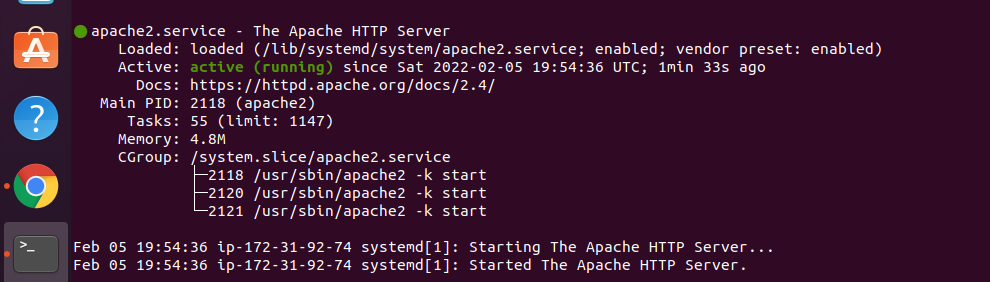 apache2.service - The Apache HTTP Server
Loaded: loaded (/lib/systemd/system/apache2.service; enabled; vendor preset: enabled)
Active: active (running) since Sat 2022-02-05 19:54:36 UTC; 1min 33s ago
Docs: https://httpd.apache.org/docs/2.4/
Main PID: 2118 (apache2)
Tasks: 55 (limit: 1147)
Memory: 4.8M
CGroup: /system.slice/apache2.service
├─2118 /usr/sbin/apache2 -k start
├─2120 /usr/sbin/apache2 -k start
└─2121 /usr/sbin/apache2 -k start
Feb 05 19:54:36 ip-172-31-92-74 systemd[1]: Starting The Apache HTTP Server...
Feb 05 19:54:36 ip-172-31-92-74 systemd[1]: Started The Apache HTTP Server.